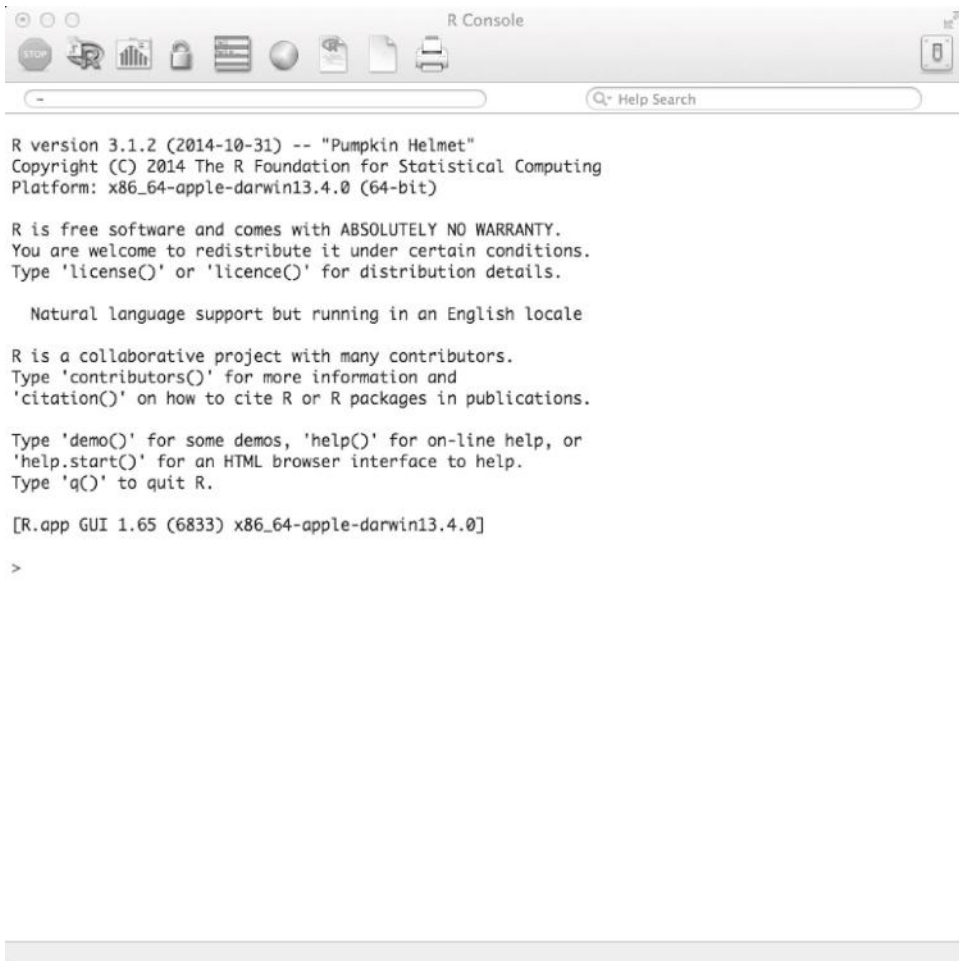 R Console
STOP
R
R
Help Search
R version 3.1.2 (2014-10-31) -- "Pumpkin Helmet"
Copyright (C) 2014 The R Foundation for Statistical Computing
Platform: x86_64-apple-darwin13.4.0 (64-bit)
R is free software and comes with ABSOLUTELY NO WARRANTY.
You are welcome to redistribute it under certain conditions.
Type 'license()' or 'licence()' for distribution details.
Natural language support but running in an English locale
R is a collaborative project with many contributors.
Type 'contributors()' for more information and
'citation()' on how to cite R or R packages in publications.
Type 'demo()' for some demos, 'help()' for on-line help, or
'help.start()' for an HTML browser interface to help.
Type 'q()' to quit R.
[R.app GUI 1.65 (6833) x86_64-apple-darwin13.4.0]
>